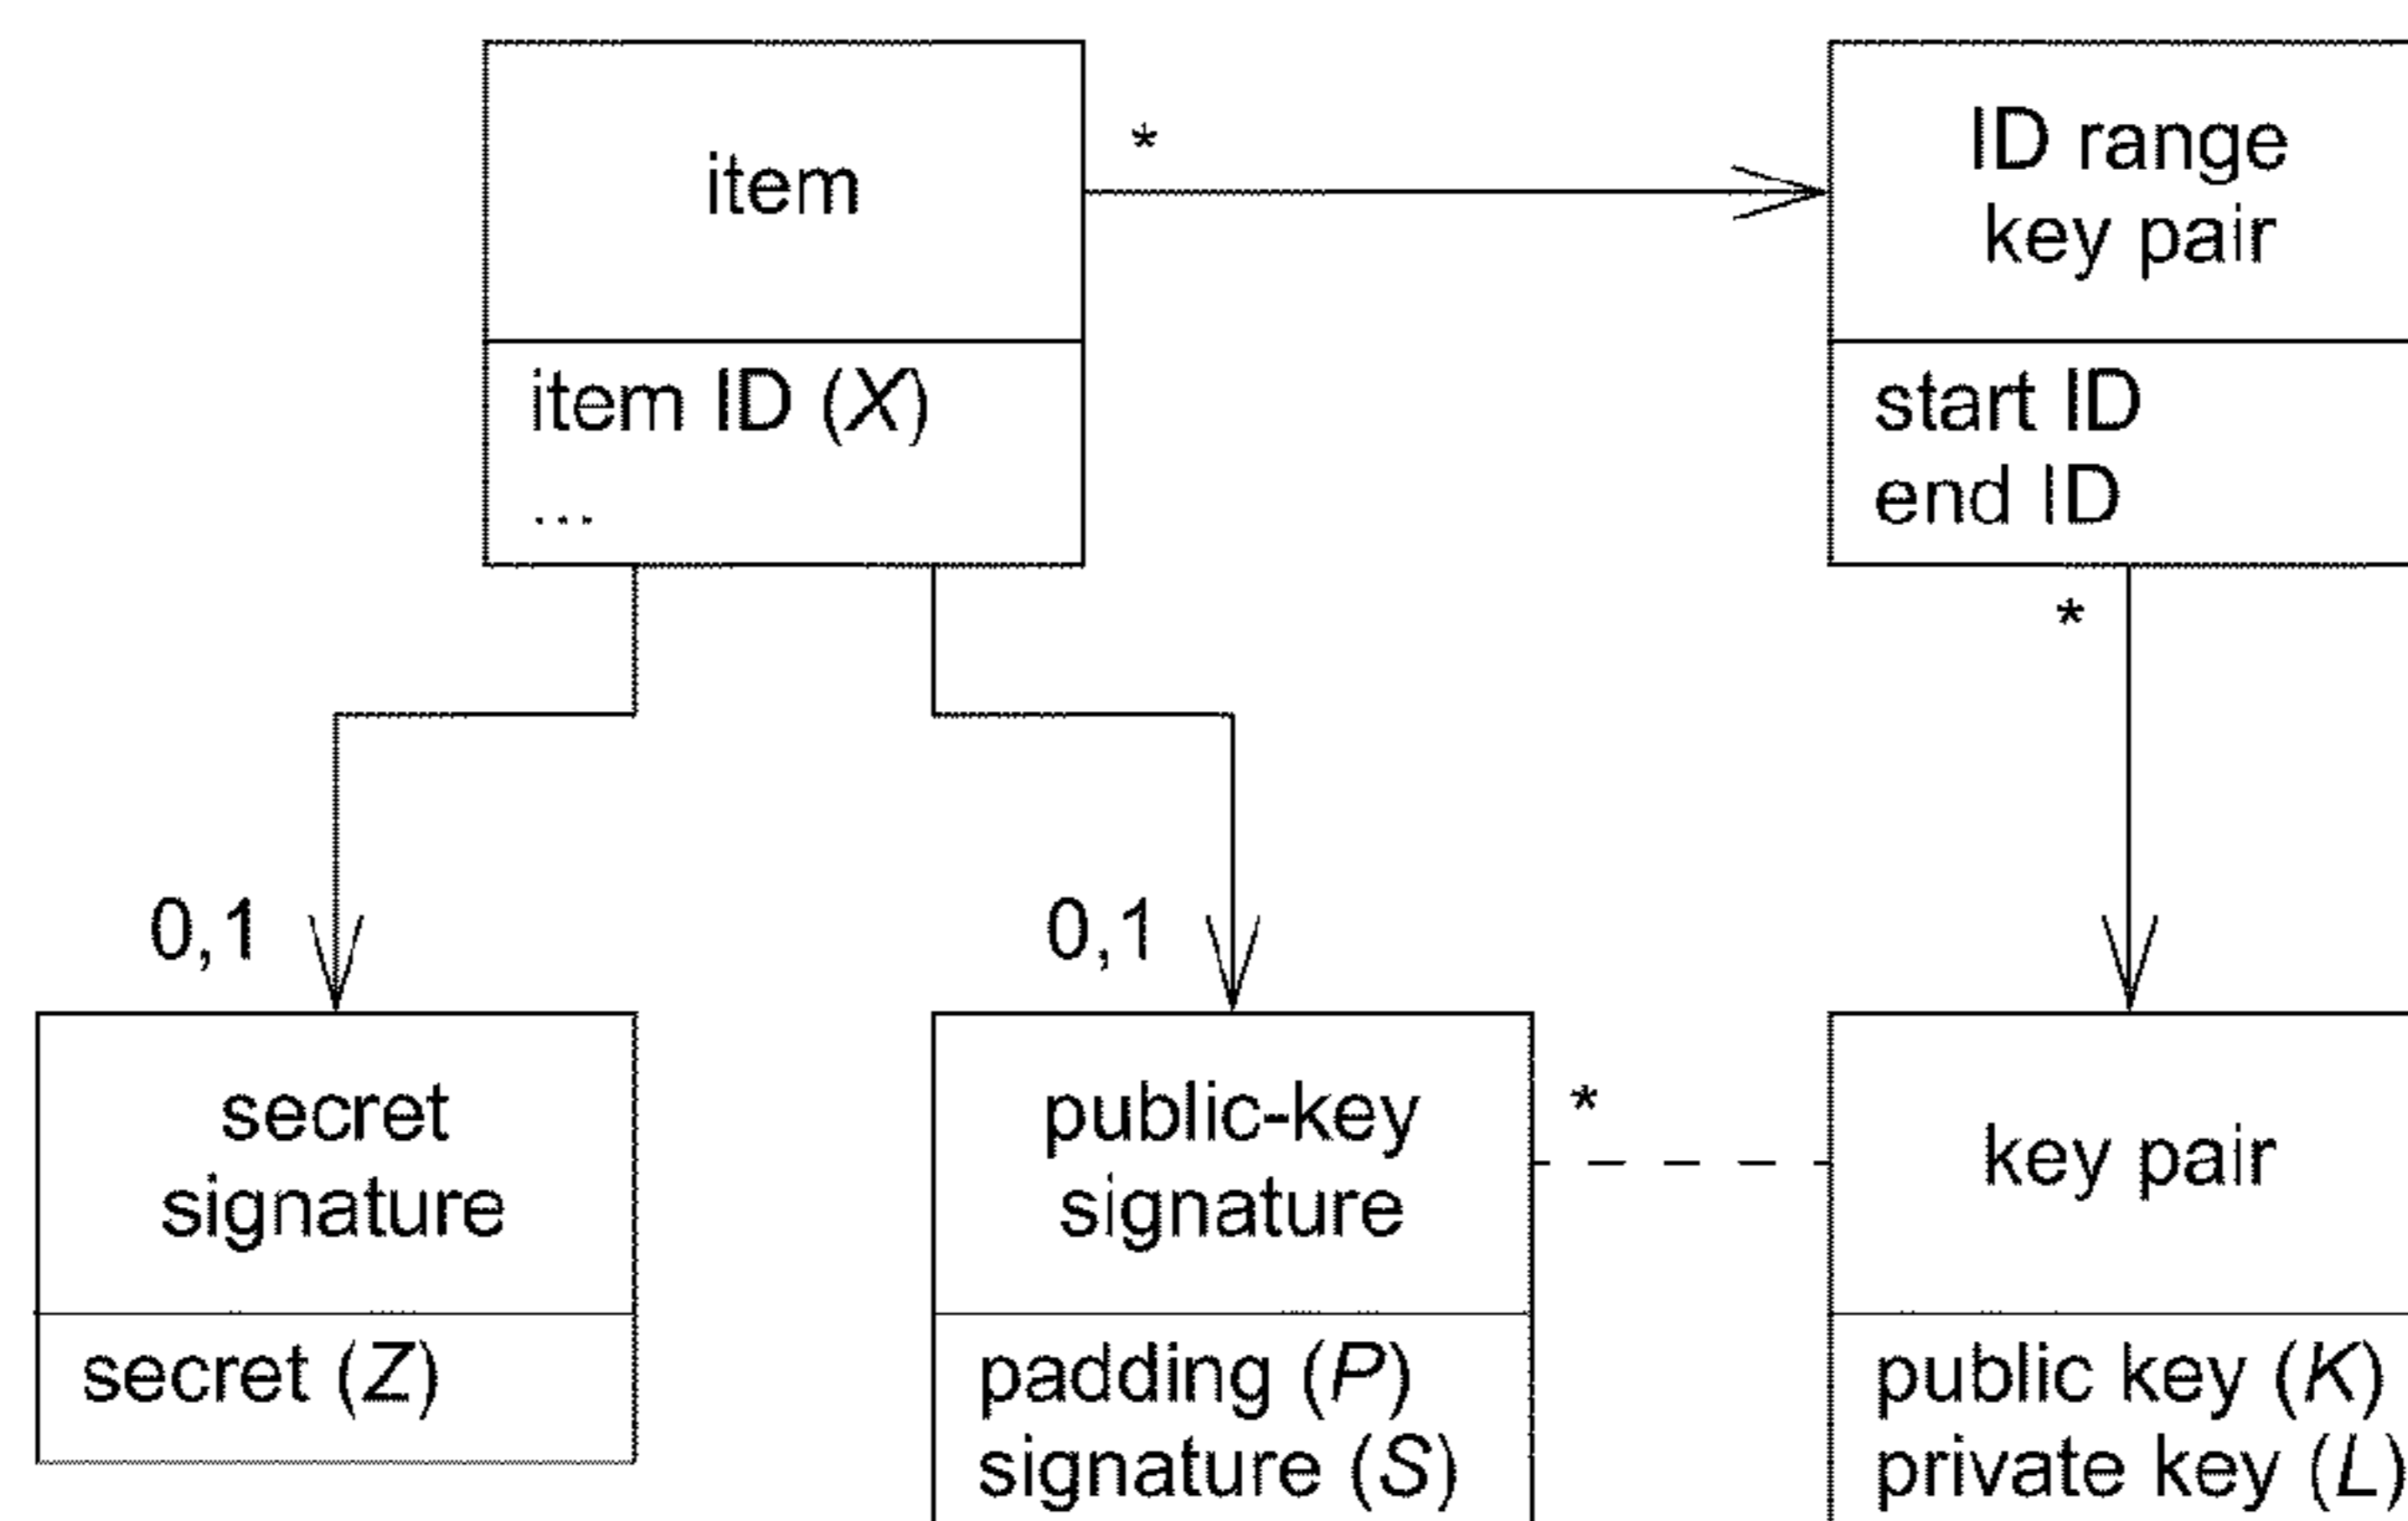 item
item ID (X)
...
*
ID range
key pair
start ID
end ID
*
0,1
0,1
secret
signature
secret (Z)
public-key
signature
padding (P)
signature (S)
*
key pair
public key (K)
private key (L)